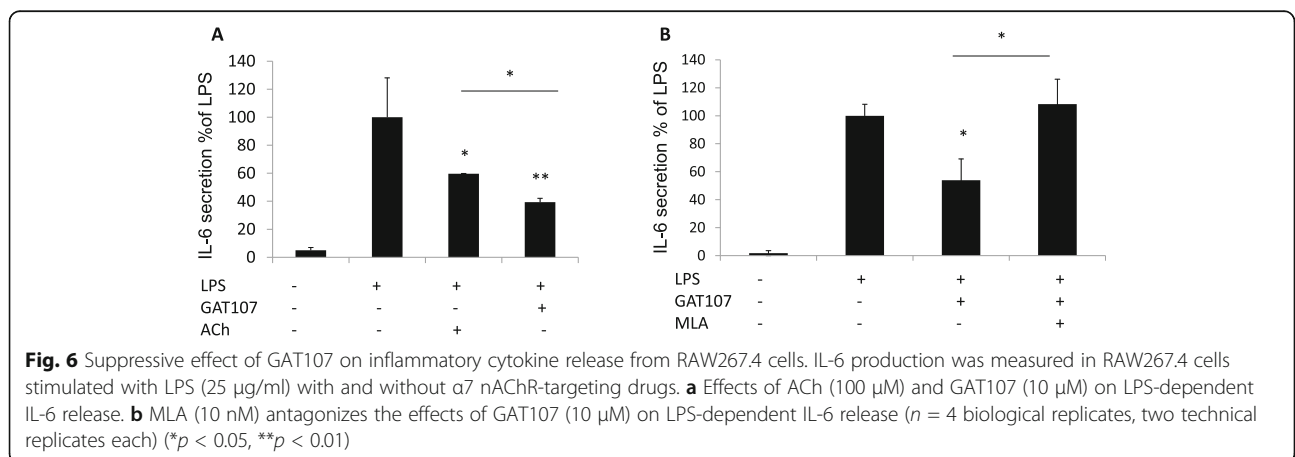 A
*
140
120
100
80
60
40
20
0
IL-6 secretion %of LPS
*
**
LPS - + + +
GAT107 - - - +
ACh - - + -
B
*
140
120
100
80
60
40
20
0
IL-6 secretion % of LPS
*
LPS - + + +
GAT107 - - + +
MLA - - - +
Fig. 6 Suppressive effect of GAT107 on inflammatory cytokine release from RAW267.4 cells. IL-6 production was measured in RAW267.4 cells
stimulated with LPS (25 μg/ml) with and without α7 nAChR-targeting drugs. a Effects of ACh (100 μM) and GAT107 (10 μM) on LPS-dependent
IL-6 release. b MLA (10 nM) antagonizes the effects of GAT107 (10 μM) on LPS-dependent IL-6 release (n = 4 biological replicates, two technical
replicates each) (*p < 0.05, **p < 0.01)